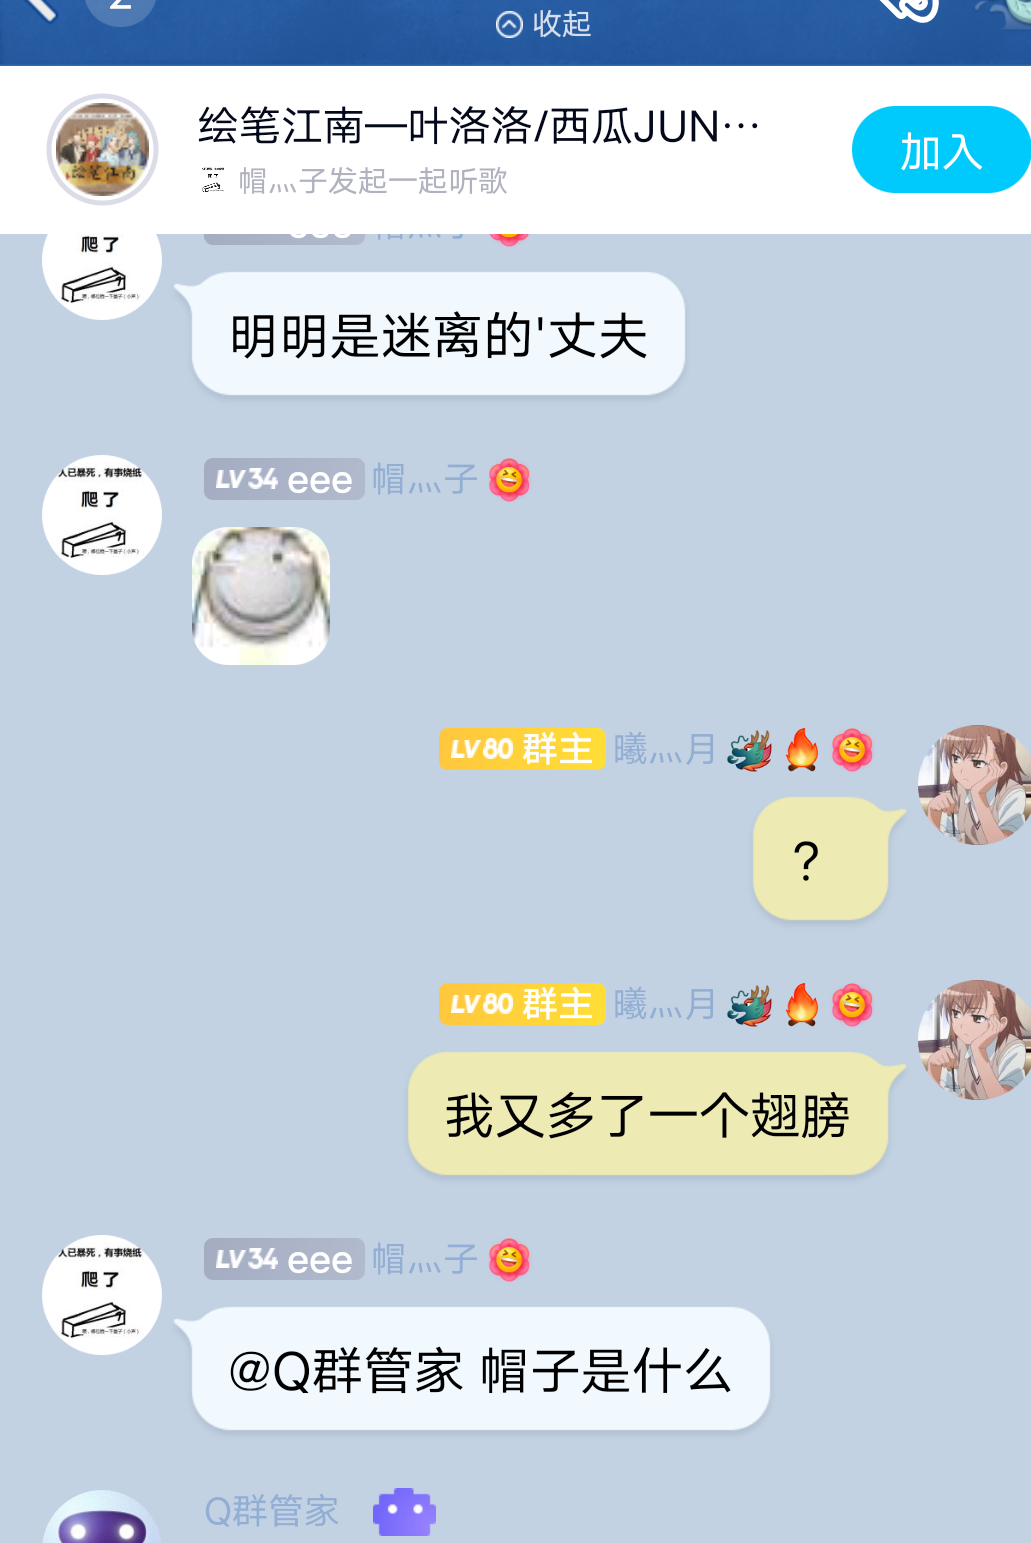 收起
绘笔江南—叶洛洛/西瓜JUN…
加入
帽灬子发起一起听歌
爬了
明明是迷离的'丈夫
人已暴死，有事烧纸
LV34 eee 帽灬子
爬了
LV80 群主 曦灬月
?
LV80 群主 曦灬月
我又多了一个翅膀
人已暴死，有事烧纸
LV34 eee 帽灬子
爬了
@Q群管家 帽子是什么
Q群管家